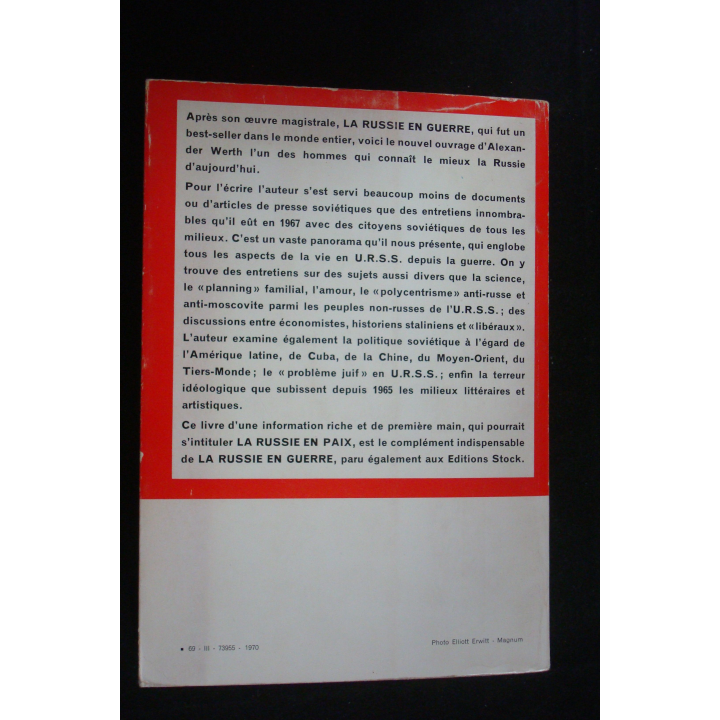 Après son œuvre magistrale, LA RUSSIE EN GUERRE, qui fut un
best-seller dans le monde entier, voici le nouvel ouvrage d'Alexan-
der Werth l'un des hommes qui connaît le mieux la Russie
d'aujourd'hui.
Pour l'écrire l'auteur s'est servi beaucoup moins de documents
ou d'articles de presse soviétiques que des entretiens innombra-
bles qu'il eût en 1967 avec des citoyens soviétiques de tous les
milieux. C'est un vaste panorama qu'il nous présente, qui englobe
tous les aspects de la vie en U.R.S.S. depuis la guerre. On y
trouve des entretiens sur des sujets aussi divers que la science,
le « planning » familial, l'amour, le « polycentrisme » anti-russe et
anti-moscovite parmi les peuples non-russes de l'U.R.S.S. ; des
discussions entre économistes, historiens staliniens et « libéraux ».
L'auteur examine également la politique soviétique à l'égard de
l'Amérique latine, de Cuba, de la Chine, du Moyen-Orient, du
Tiers-Monde ; le « problème juif » en U.R.S.S. ; enfin la terreur
idéologique que subissent depuis 1965 les milieux littéraires et
artistiques.
Ce livre d'une information riche et de première main, qui pourrait
s'intituler LA RUSSIE EN PAIX, est le complément indispensable
de LA RUSSIE EN GUERRE, paru également aux Editions Stock.
• 69 - III - 73955 - 1970
Photo Elliott Erwitt - Magnum